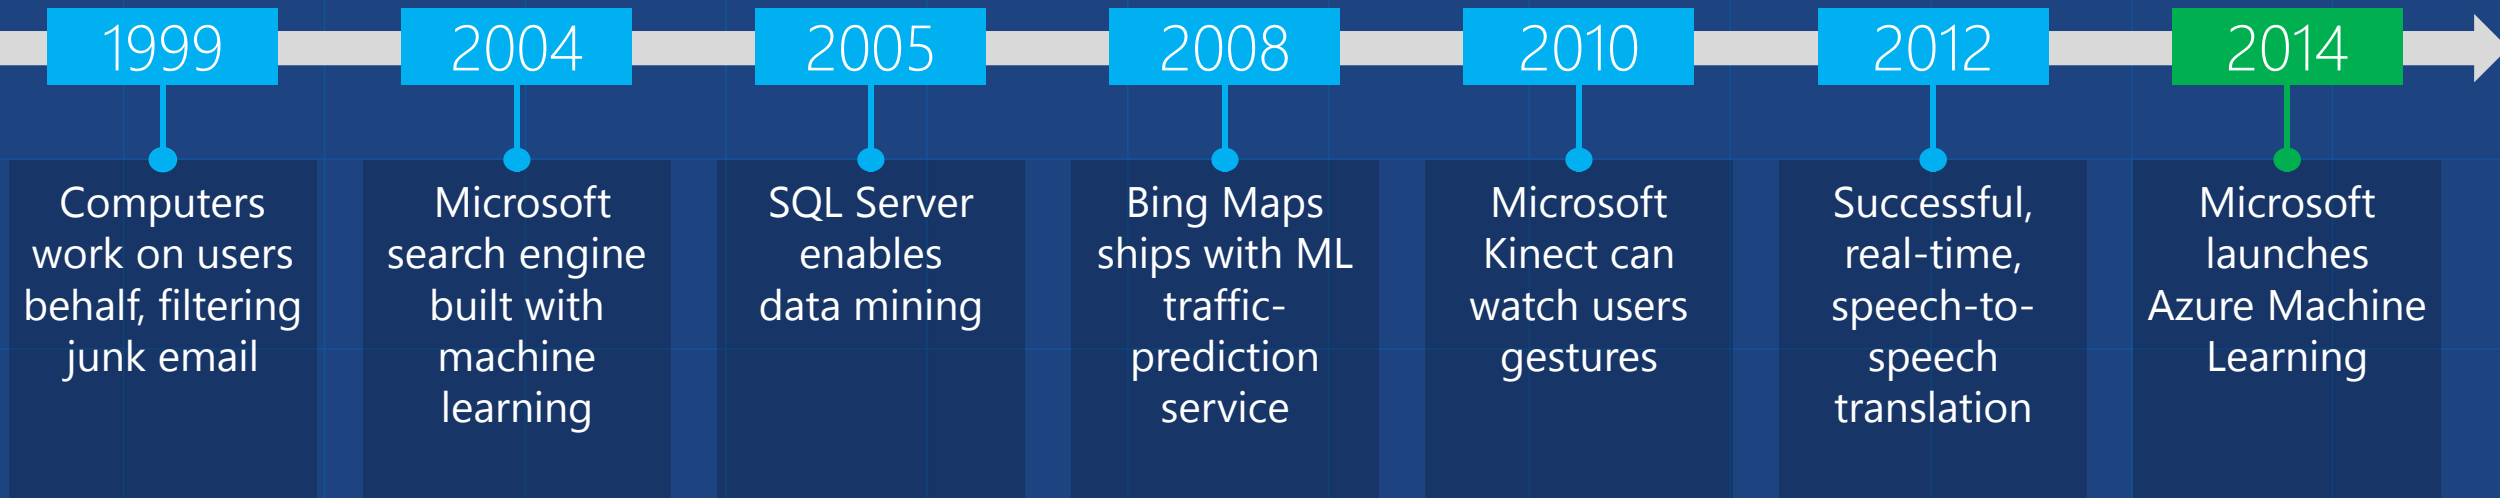 1999
2004
2005
2008
2010
2012
2014
Computers
work on users
behalf, filtering
junk email
Microsoft
search engine
built with
machine
learning
SQL Server
enables
data mining
Bing Maps
ships with ML
traffic-
prediction
service
Microsoft
Kinect can
watch users
gestures
Successful,
real-time,
speech-to-
speech
translation
Microsoft
launches
Azure Machine
Learning